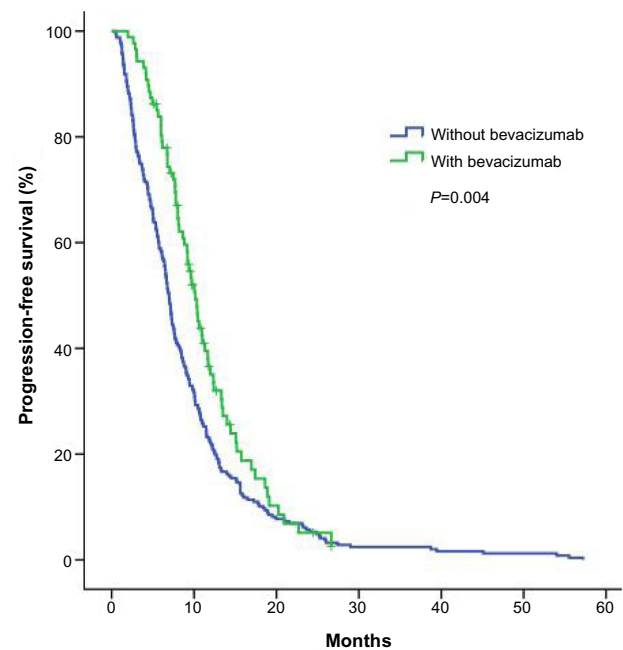 Progression-free survival (%)
100
80
60
40
20
0
Without bevacizumab
With bevacizumab
P=0.004
0 10 20 30 40 50 60
Months